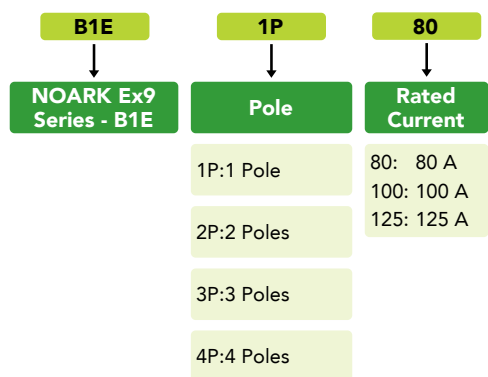 B1E 1P 80
NOARK Ex9
Series - B1E
Pole
Rated
Current
1P:1 Pole
2P:2 Poles
3P:3 Poles
4P:4 Poles
80: 80 A
100: 100 A
125: 125 A